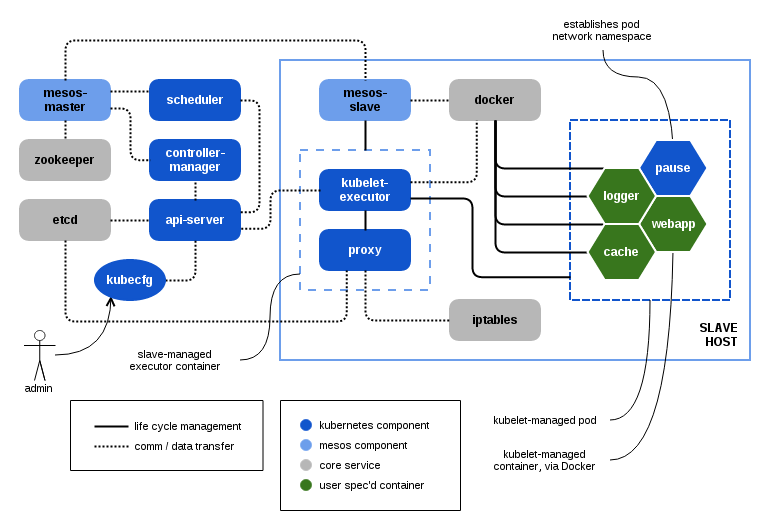 establishes pod
network namespace
mesos-
master
scheduler
mesos-
slave
docker
zookeeper
controller-
manager
pause
kubelet-
executor
logger
etcd
api-server
webapp
proxy
cache
kubecfg
iptables
SLAVE
HOST
slave-managed
executor container
admin
life cycle management
comm / data transfer
kubernetes component
mesos component
core service
user spec'd container
kubelet-managed pod
kubelet-managed
container, via Docker